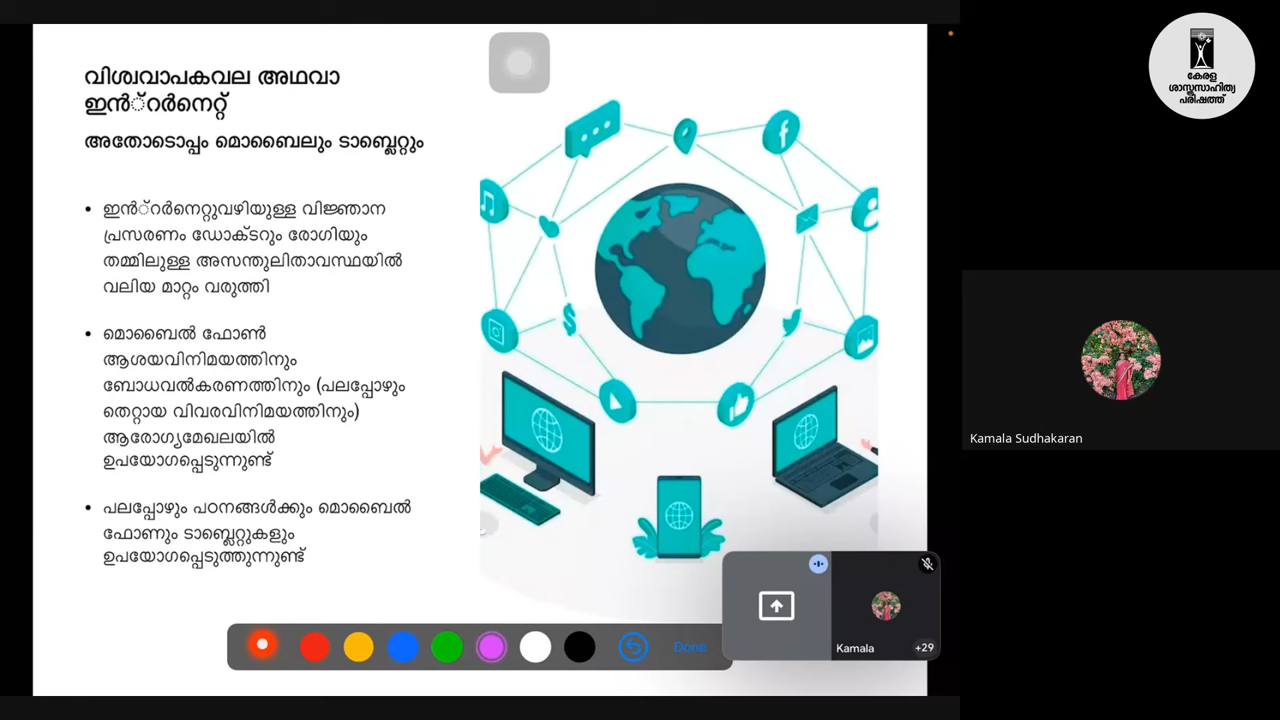 വിശ്വവാപകവല അഥവാ
ഇൻ്റർനെറ്റ്
അതോടൊപ്പം മൊബൈലും ടാബ്ലെറ്റും
• ഇൻ്റർനെറ്റുവഴിയുള്ള വിജ്ഞാന
പ്രസരണം ഡോക്ടറും രോഗിയും
തമ്മിലുള്ള അസന്തുലിതാവസ്ഥയിൽ
വലിയ മാറ്റം വരുത്തി
• മൊബൈൽ ഫോൺ
ആശയവിനിമയത്തിനും
ബോധവൽകരണത്തിനും (പലപ്പോഴും
തെറ്റായ വിവരവിനിമയത്തിനും)
ആരോഗ്യമേഖലയിൽ
ഉപയോഗപ്പെടുന്നുണ്ട്
• പലപ്പോഴും പഠനങ്ങൾക്കും മൊബൈൽ
ഫോണും ടാബ്ലെറ്റുകളും
ഉപയോഗപ്പെടുത്തുന്നുണ്ട്
Done
Kamala
+29
കേരള
ശാസ്ത്രസാഹിത്യ
പരിഷത്ത്
Kamala Sudhakaran